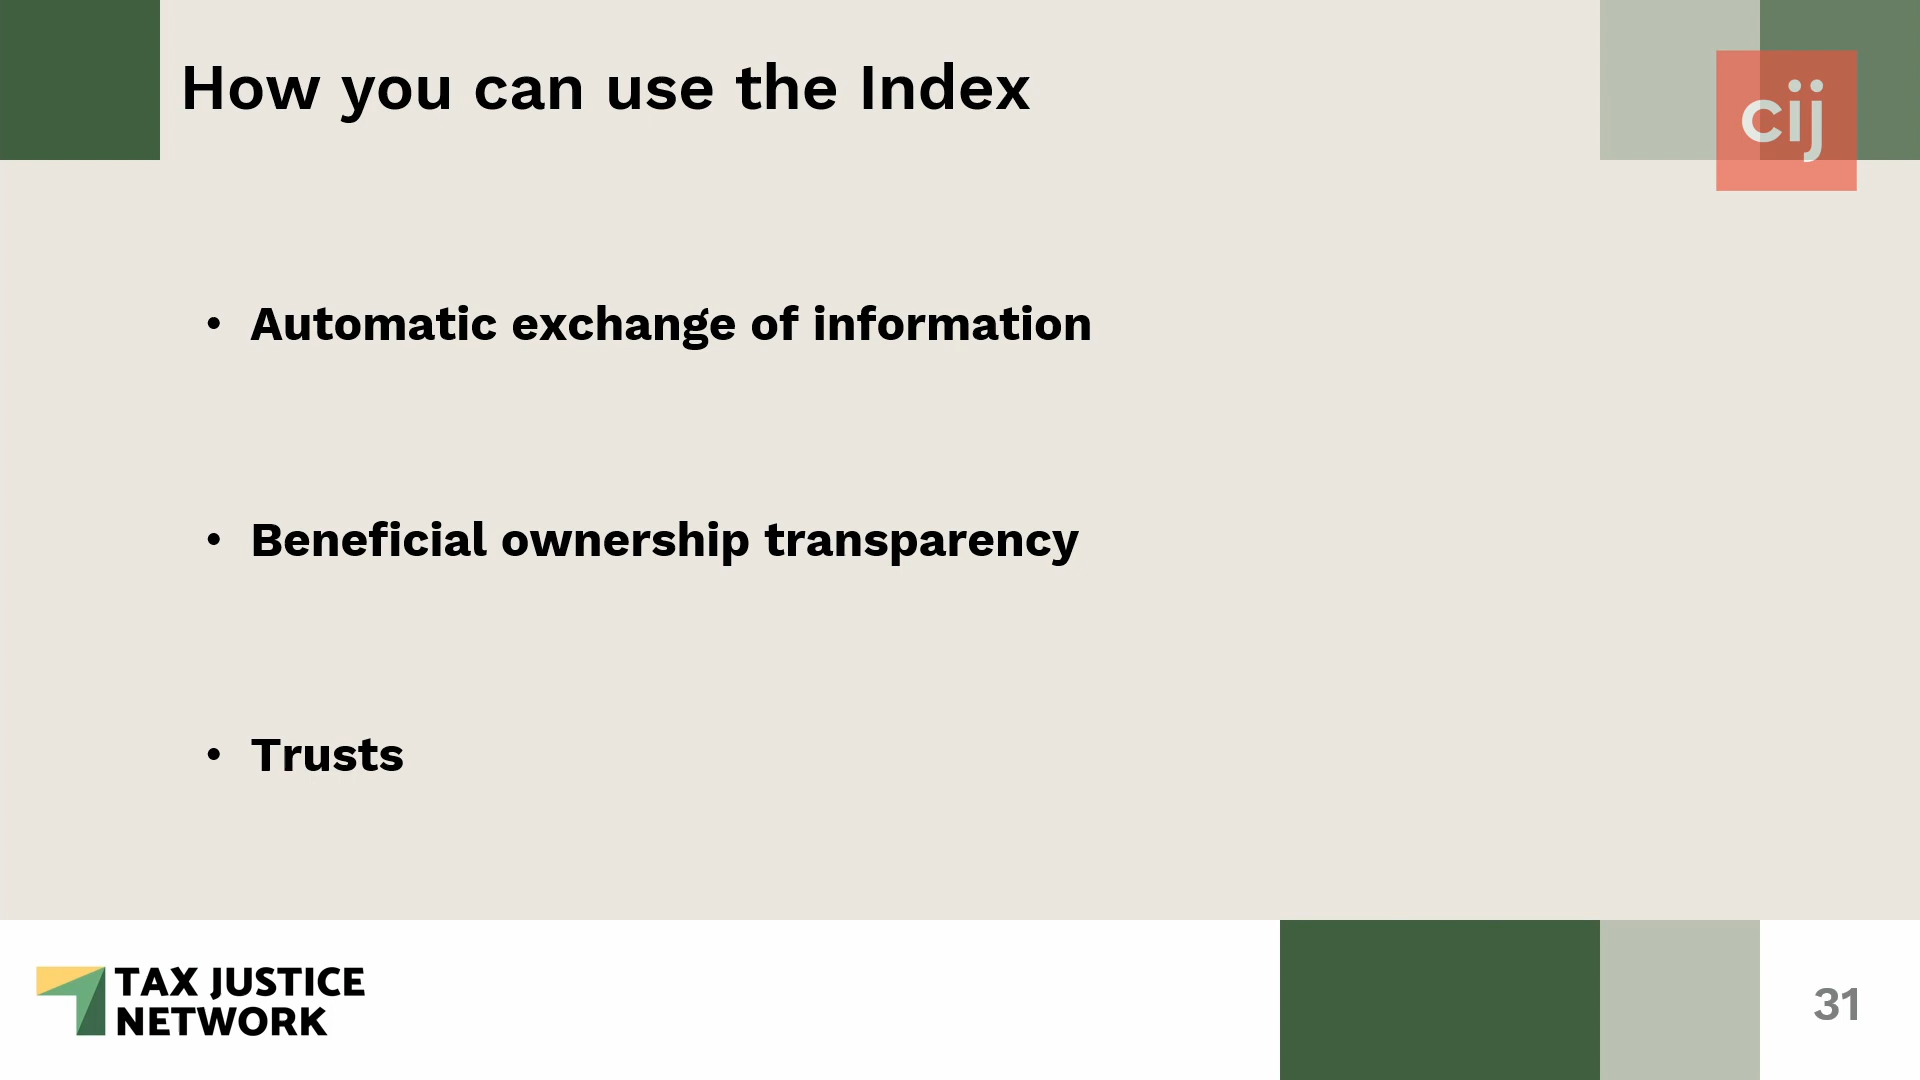 How you can use the Index
cij
• Automatic exchange of information
• Beneficial ownership transparency
• Trusts
TAX JUSTICE
NETWORK
31